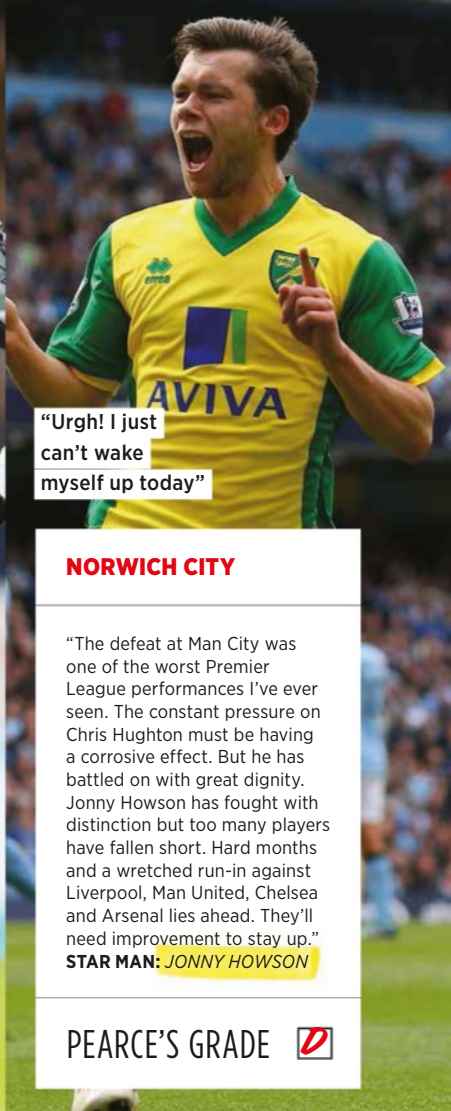 errea
AVIVA
“Urgh! I just
can’t wake
myself up today”
NORWICH CITY
“The defeat at Man City was
one of the worst Premier
League performances I’ve ever
seen. The constant pressure on
Chris Hughton must be having
a corrosive effect. But he has
battled on with great dignity.
Jonny Howson has fought with
distinction but too many players
have fallen short. Hard months
and a wretched run-in against
Liverpool, Man United, Chelsea
and Arsenal lies ahead. They’ll
need improvement to stay up.”
STAR MAN: JONNY HOWSON
PEARCE’S GRADE D